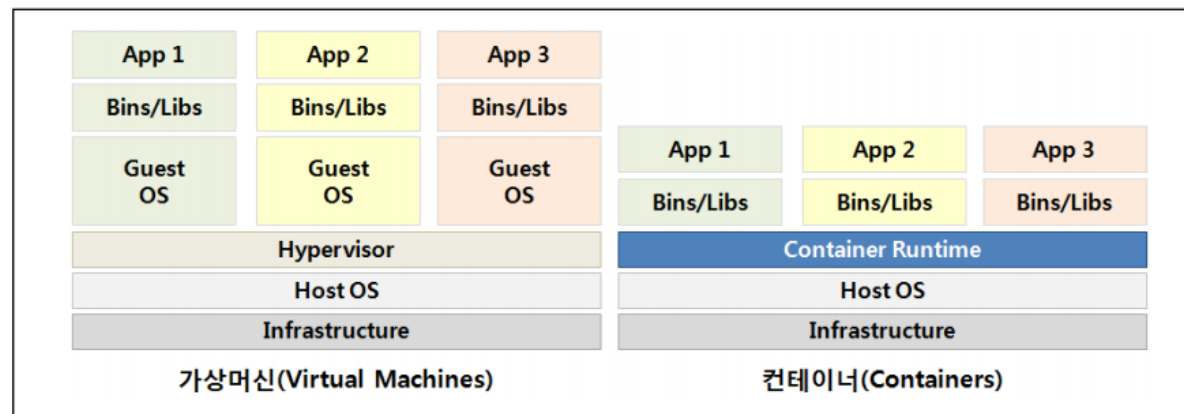 App 1
App 2
App 3
Bins/Libs
Bins/Libs
Bins/Libs
Guest
OS
Guest
OS
Guest
OS
Hypervisor
Host OS
Infrastructure
가상머신(Virtual Machines)
App 1
App 2
App 3
Bins/Libs
Bins/Libs
Bins/Libs
Container Runtime
Host OS
Infrastructure
컨테이너(Containers)